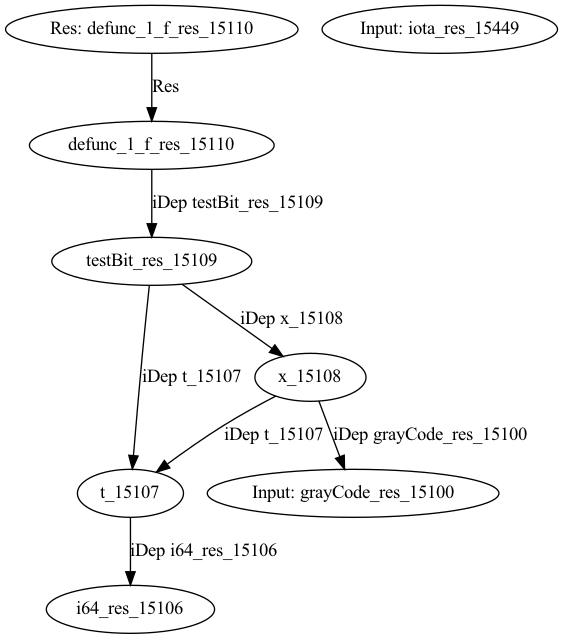 Res: defunc_1_f_res_15110
Input: iota_res_15449
Res
defunc_1_f_res_15110
iDep testBit_res_15109
testBit_res_15109
iDep x_15108
iDep t_15107
x_15108
iDep t_15107
iDep grayCode_res_15100
t_15107
Input: grayCode_res_15100
iDep i64_res_15106
i64_res_15106